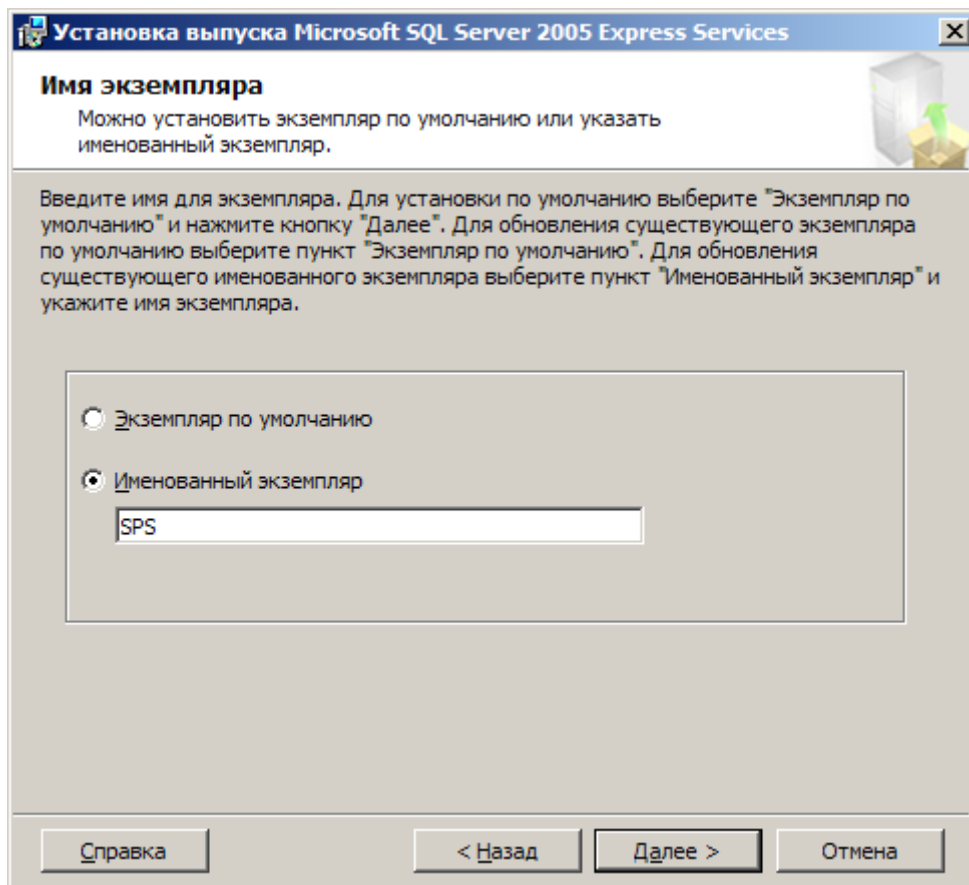 Установка выпуска Microsoft SQL Server 2005 Express Services
Имя экземпляра
Можно установить экземпляр по умолчанию или указать
именованный экземпляр.
Введите имя для экземпляра. Для установки по умолчанию выберите "Экземпляр по
умолчанию" и нажмите кнопку "Далее". Для обновления существующего экземпляра
по умолчанию выберите пункт "Экземпляр по умолчанию". Для обновления
существующего именованного экземпляра выберите пункт "Именованный экземпляр" и
укажите имя экземпляра.
Экземпляр по умолчанию
Именованный экземпляр
SPS
Справка
< Назад
Далее >
Отмена